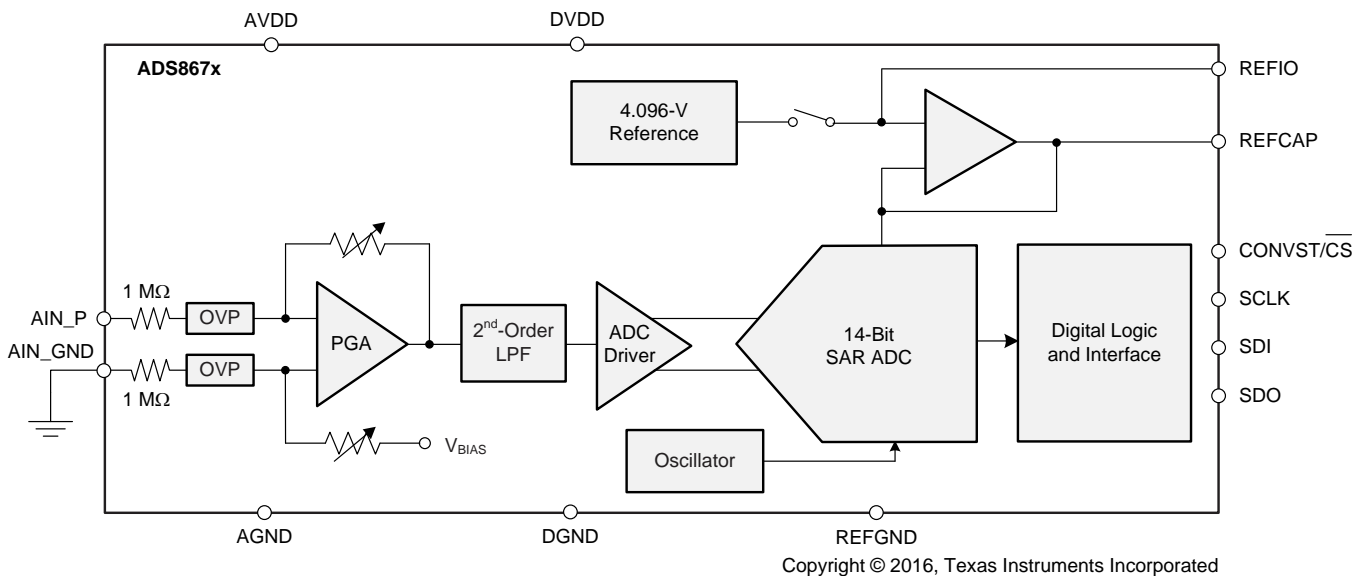 AVDD
DVDD
ADS867x
REFIO
4.096-V
Reference
REFCAP
CONVST/C̅S̅
1 MΩ
OVP
AIN_P
SCLK
AIN_GND
PGA
2nd-Order
LPF
ADC
Driver
14-Bit
SAR ADC
Digital Logic
and Interface
SDI
OVP
1 MΩ
SDO
VBIAS
Oscillator
AGND
DGND
REFGND
Copyright © 2016, Texas Instruments Incorporated